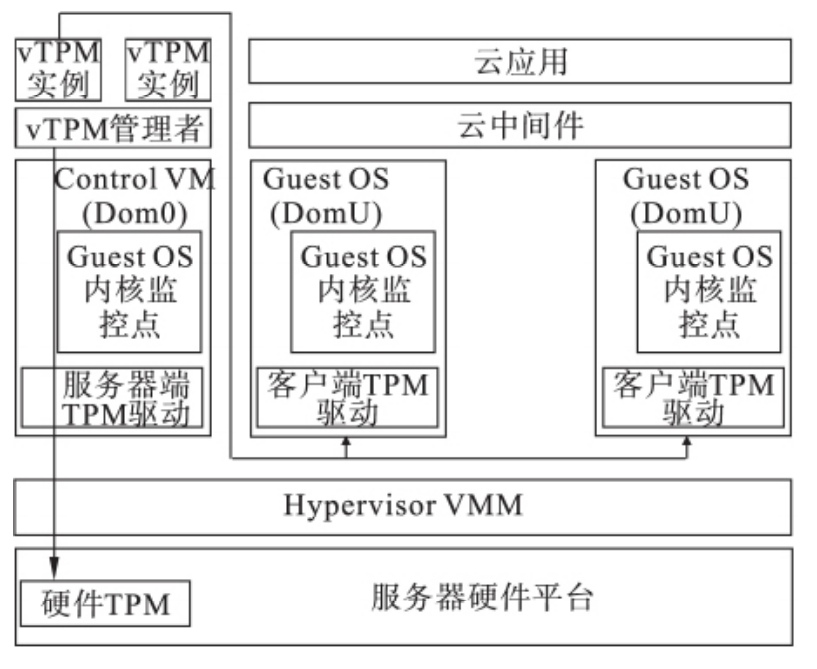 vTPM
实例
vTPM
实例
云应用
vTPM管理者
云中间件
Control VM
(Dom0)
Guest OS
内核监
控点
服务器端
TPM驱动
Guest OS
(DomU)
Guest OS
内核监
控点
客户端TPM
驱动
Guest OS
(DomU)
Guest OS
内核监
控点
客户端TPM
驱动
Hypervisor VMM
硬件TPM
服务器硬件平台